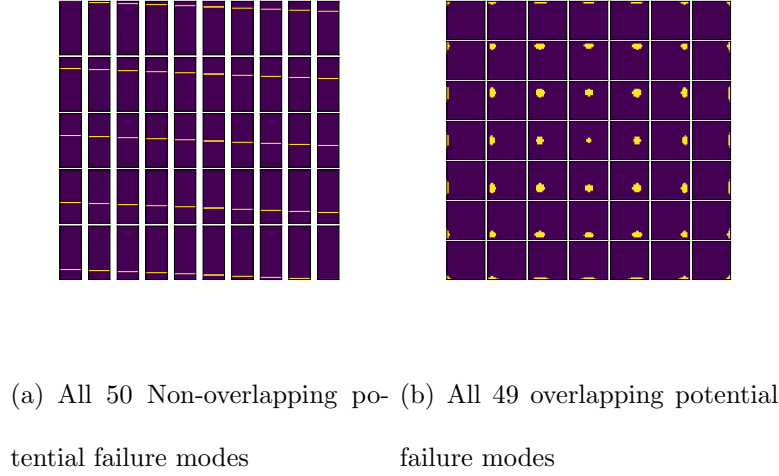 (a) All 50 Non-overlapping po-
tential failure modes
(b) All 49 overlapping potential
failure modes